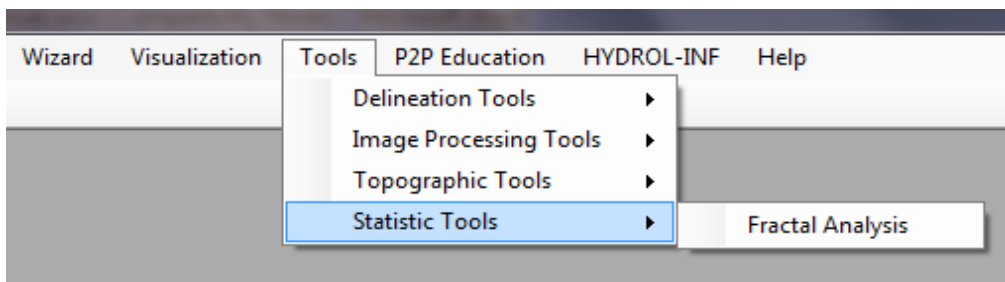 Wizard Visualization Tools P2P Education HYDROL-INF Help
Delineation Tools
Image Processing Tools
Topographic Tools
Statistic Tools
Fractal Analysis